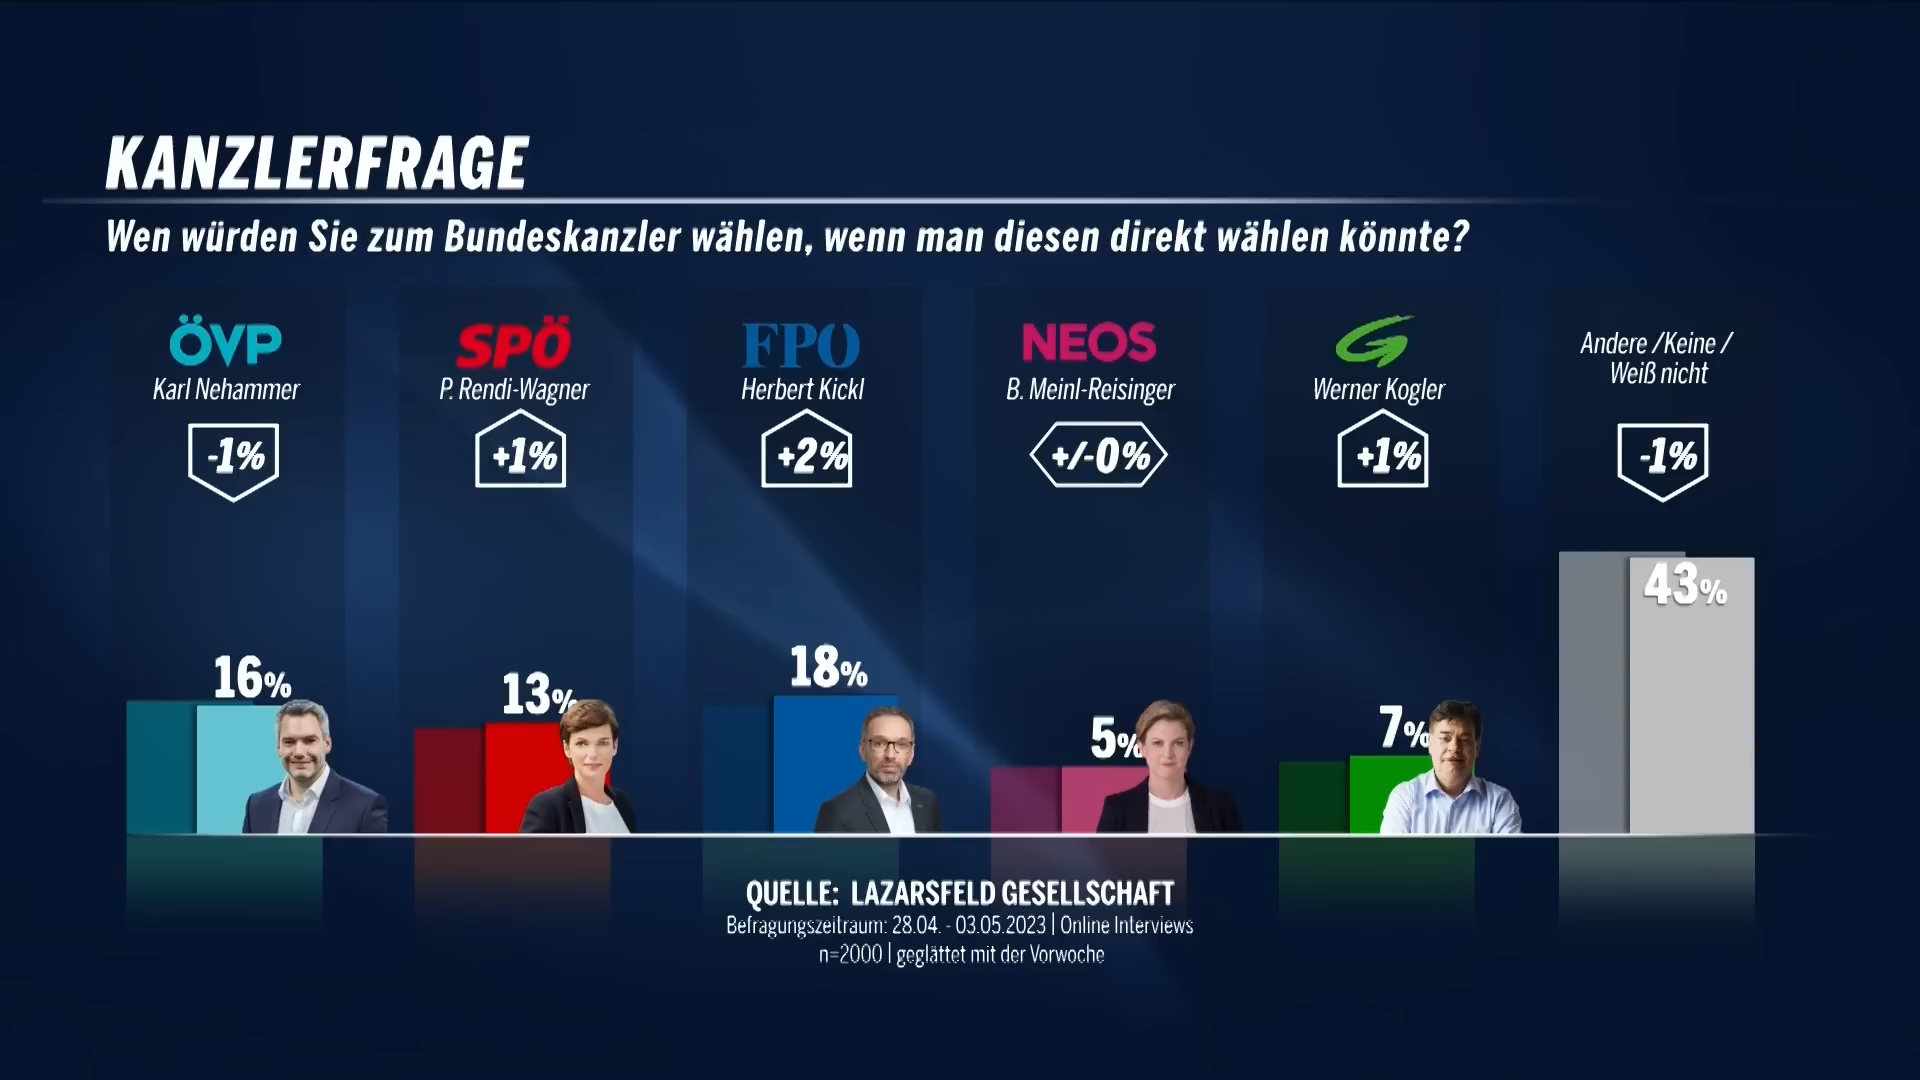 KANZLERFRAGE
Wen würden Sie zum Bundeskanzler wählen, wenn man diesen direkt wählen könnte?
ÖVP
Karl Nehammer
-1%
16%
SPÖ
P. Rendi-Wagner
+1%
13%
FPÖ
Herbert Kickl
+2%
18%
NEOS
B. Meinl-Reisinger
+/-0%
5%
G
Werner Kogler
+1%
7%
Andere /Keine /
Weiß nicht
-1%
43%
QUELLE: LAZARSFELD GESELLSCHAFT
Befragungszeitraum: 28.04. - 03.05.2023 | Online Interviews
n=2000 | geglättet mit der Vorwoche